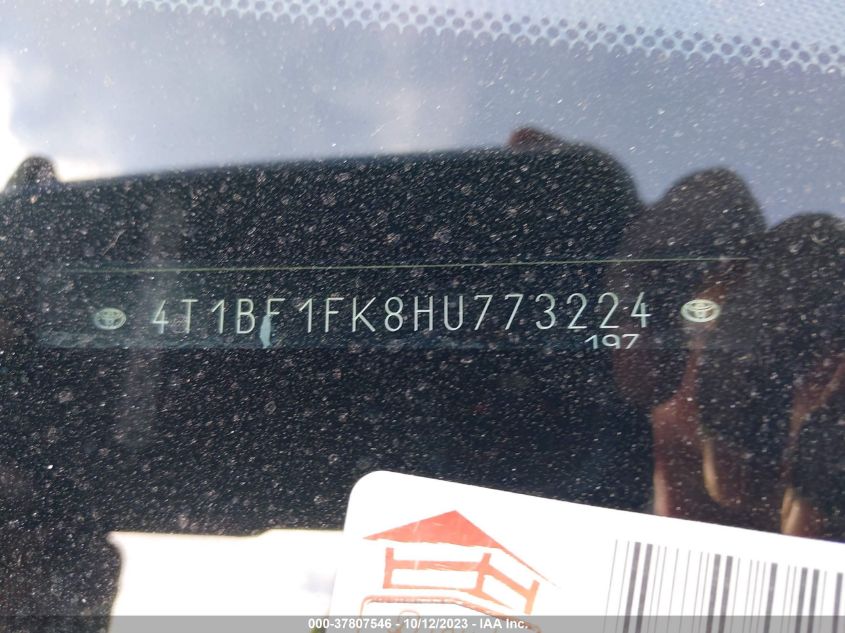 4T1BF1FK8HU773224
197
000-37807546 - 10/12/2023 - IAA Inc.